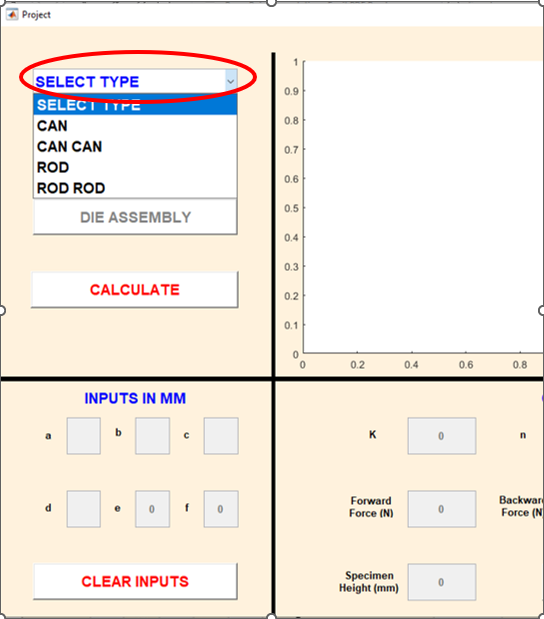 Project
SELECT TYPE
SELECT TYPE
CAN
CAN CAN
ROD
ROD ROD
DIE ASSEMBLY
CALCULATE
1
0.9
0.8
0.7
0.6
0.5
0.4
0.3
0.2
0.1
0
0 0.2 0.4 0.6 0.8
INPUTS IN MM
a b c
d e 0 f 0
CLEAR INPUTS
K 0 n
Forward
Force (N) 0
Backwar
Force (N
Specimen
Height (mm) 0